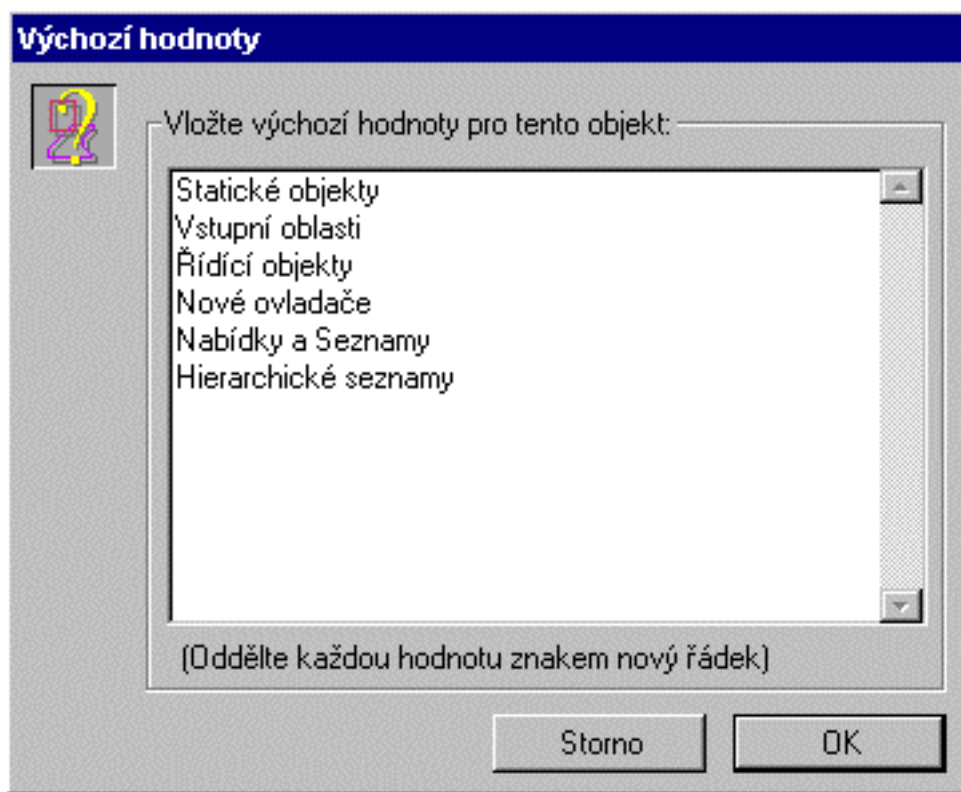 Výchozí hodnoty
Vložte výchozí hodnoty pro tento objekt:
Statické objekty
Vstupní oblasti
Řídící objekty
Nové ovladače
Nabídky a Seznamy
Hierarchické seznamy
(Oddělte každou hodnotu znakem nový řádek)
Storno
OK